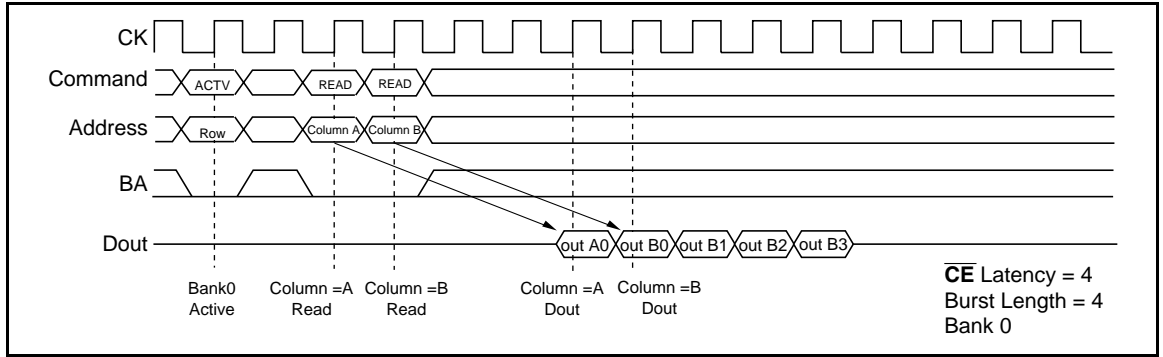 CK
Command
ACTV
READ
READ
Address
Row
Column A
Column B
BA
Dout
out A0
out B0
out B1
out B2
out B3
Bank0
Active
Column =A
Read
Column =B
Read
Column =A
Dout
Column =B
Dout
CE Latency = 4
Burst Length = 4
Bank 0